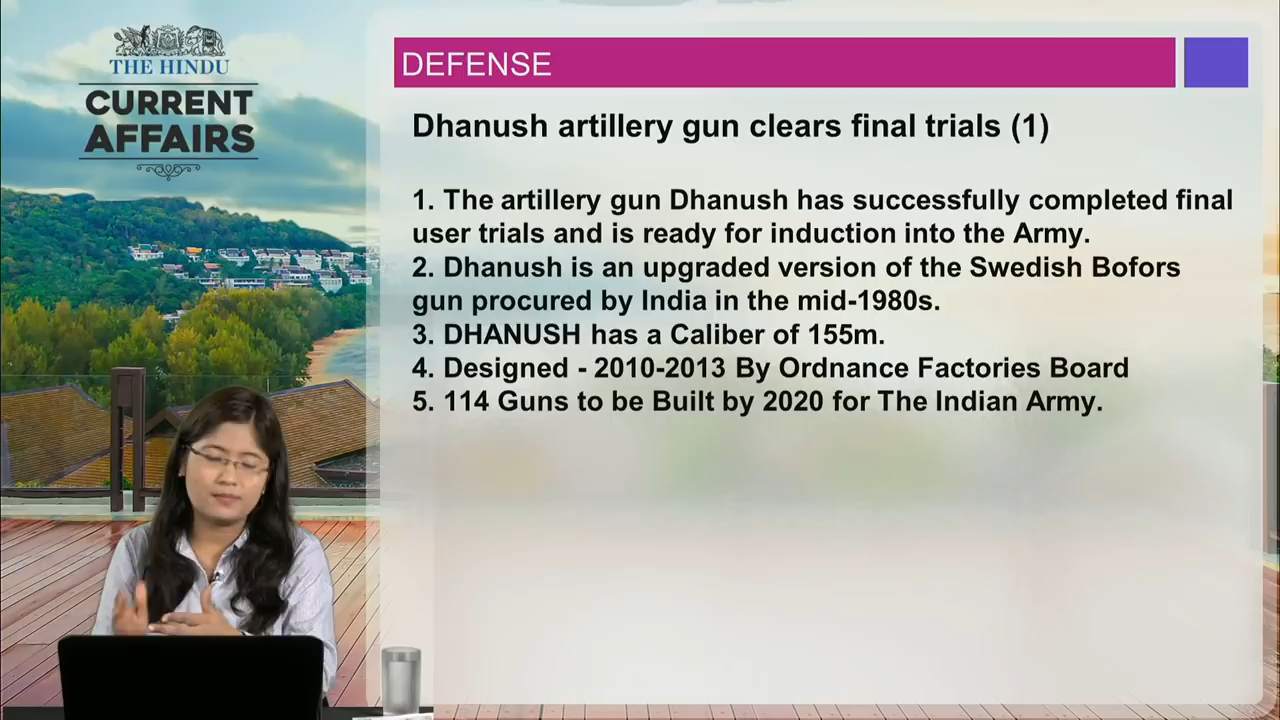 THE HINDU
CURRENT
AFFAIRS
DEFENSE
Dhanush artillery gun clears final trials (1)
1. The artillery gun Dhanush has successfully completed final
user trials and is ready for induction into the Army.
2. Dhanush is an upgraded version of the Swedish Bofors
gun procured by India in the mid-1980s.
3. DHANUSH has a Caliber of 155m.
4. Designed - 2010-2013 By Ordnance Factories Board
5. 114 Guns to be Built by 2020 for The Indian Army.